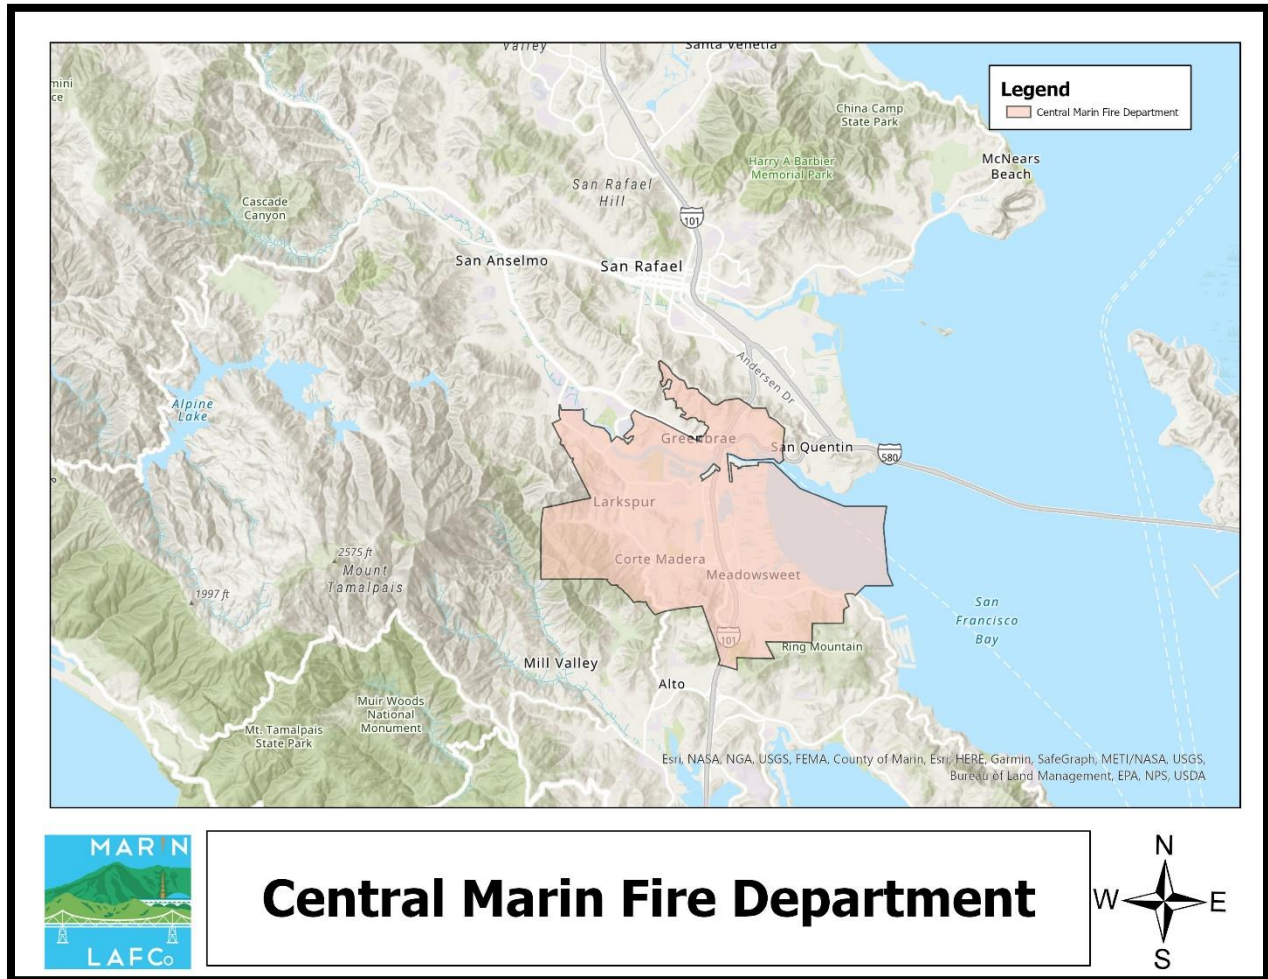 Valley
Santa Venetia
Legend
Central Marin Fire Department
China Camp
State Park
McNears
Beach
Harry A Barbier
Memorial Park
San Rafael
Hill
Cascade
Canyon
101
San Anselmo
San Rafael
Andersen Dr
Alpine
Lake
Greenbrae
San Quentin
580
Larkspur
2575 ft
Mount
Tamalpais
Corte Madera
Meadowsweet
1997 ft
San
Francisco
Bay
101
Ring Mountain
Mill Valley
Alto
Muir Woods
National
Monument
Mt. Tamalpais
State Park
Esri, NASA, NGA, USGS, FEMA, County of Marin, Esri, HERE, Garmin, SafeGraph, METI/NASA, USGS,
Bureau of Land Management, EPA, NPS, USDA
MARIN
LAFCo
Central Marin Fire Department
N
W
E
S